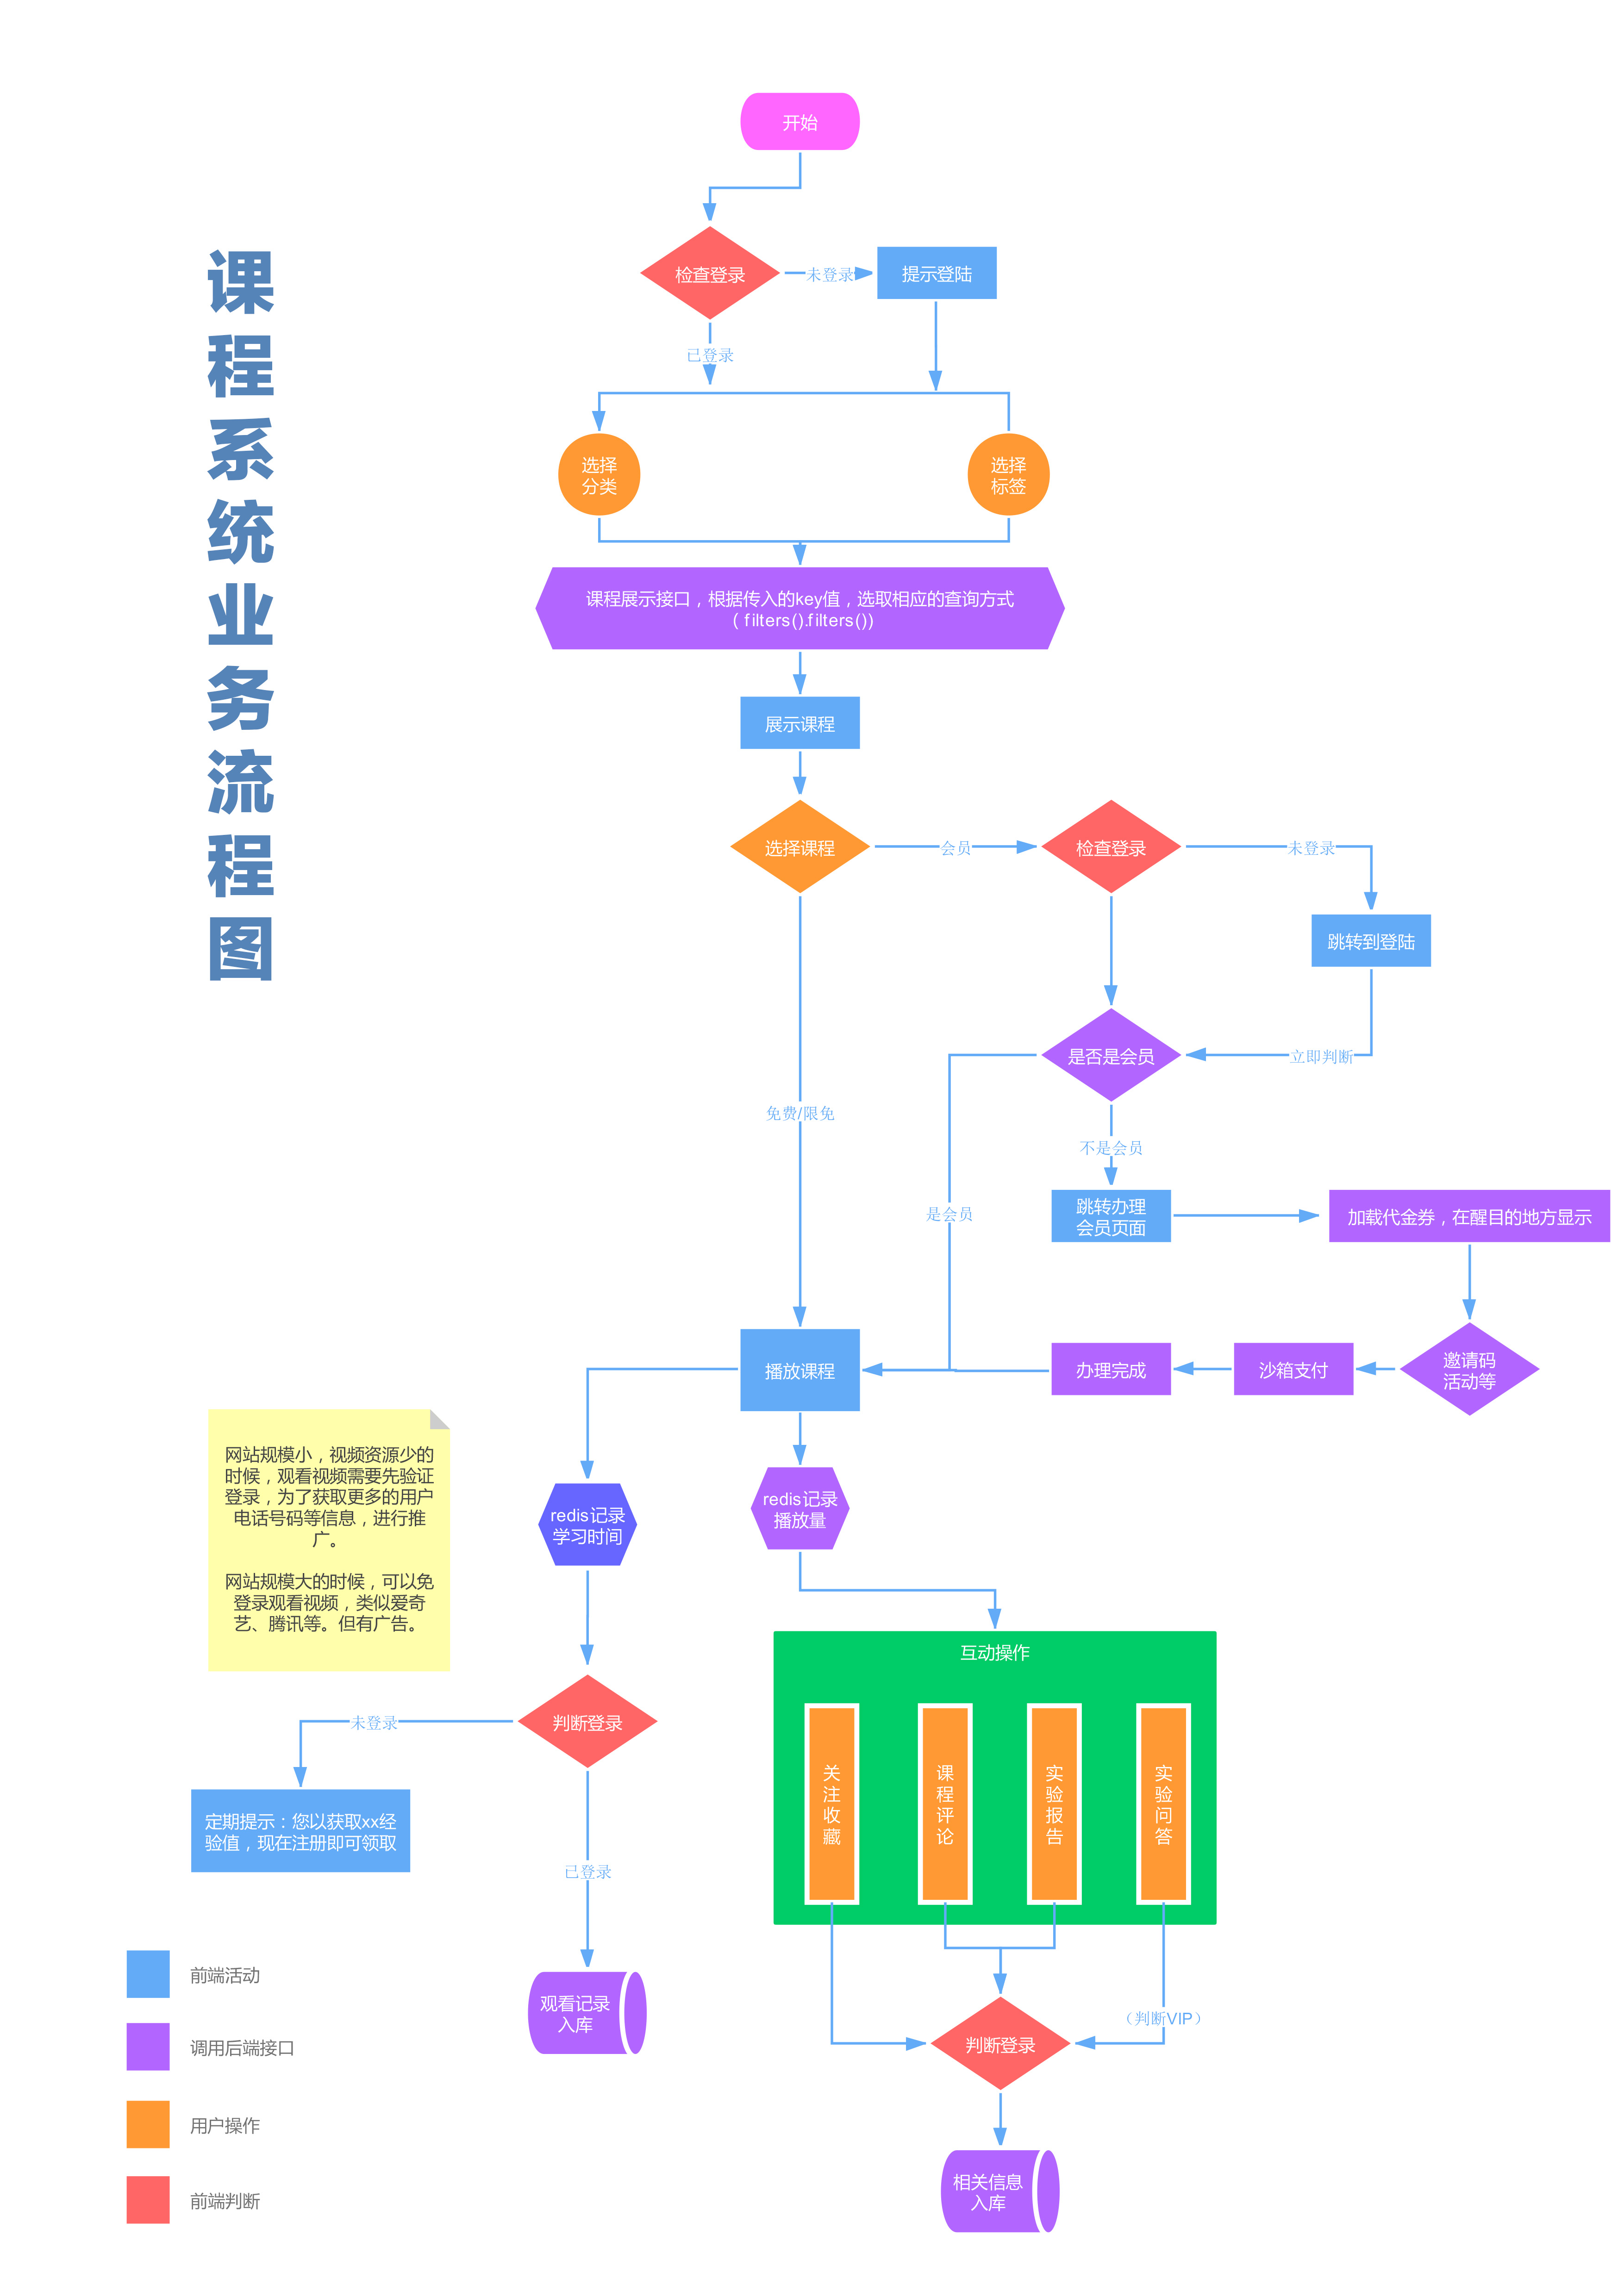 课程系统业务流程图
开始
检查登录
未登录
提示登陆
已登录
选择
分类
选择
标签
课程展示接口，根据传入的key值，选取相应的查询方式
（filters().filters())
展示课程
选择课程
会员
检查登录
未登录
跳转到登陆
是否是会员
立即判断
免费/限免
不是会员
是会员
跳转办理
会员页面
加载代金券，在醒目的地方显示
播放课程
办理完成
沙箱支付
邀请码
活动等
网站规模小，视频资源少的
时候，观看视频需要先验证
登录，为了获取更多的用户
电话号码等信息，进行推
广。
网站规模大的时候，可以免
登录观看视频，类似爱奇
艺、腾讯等。但有广告。
redis记录
学习时间
redis记录
播放量
互动操作
关注收藏
课程评论
实验报告
实验问答
判断登录
未登录
定期提示：您以获取xx经
验值，现在注册即可领取
已登录
观看记录
入库
（判断VIP）
判断登录
相关信息
入库
前端活动
调用后端接口
用户操作
前端判断